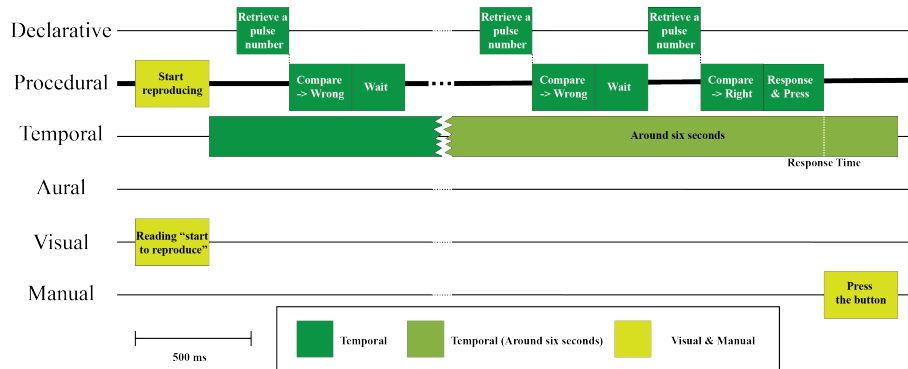 Declarative
Retrieve a
pulse
number
Retrieve a
pulse
number
Retrieve a
pulse
number
Procedural
Start
reproducing
Compare
-> Wrong
Wait
Compare
-> Wrong
Wait
Compare
-> Right
Response
& Press
Temporal
Around six seconds
Response Time
Aural
Visual
Reading “start
to reproduce”
Manual
Press
the button
500 ms
Temporal
Temporal (Around six seconds)
Visual & Manual